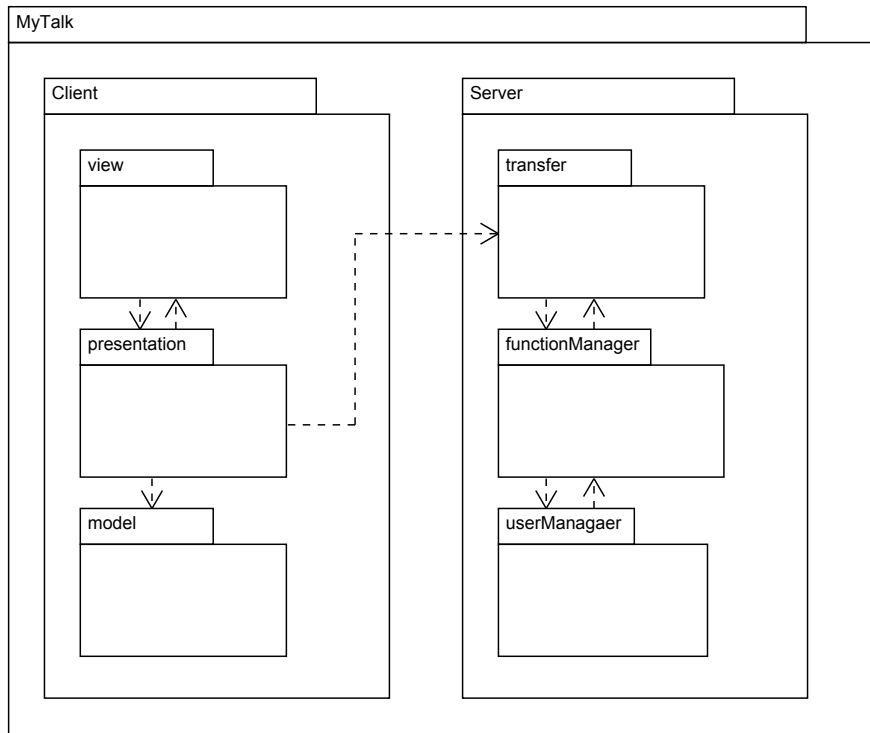 MyTalk
Client
Server
view
transfer
presentation
functionManager
model
userManagaer